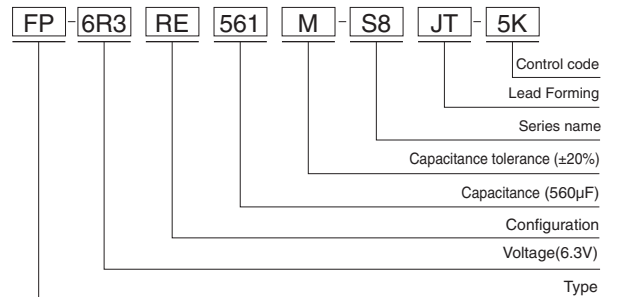 FP-6R3 RE 561 M-S8 JT-5K
Control code
Lead Forming
Series name
Capacitance tolerance (±20%)
Capacitance (560µF)
Configuration
Voltage(6.3V)
Type